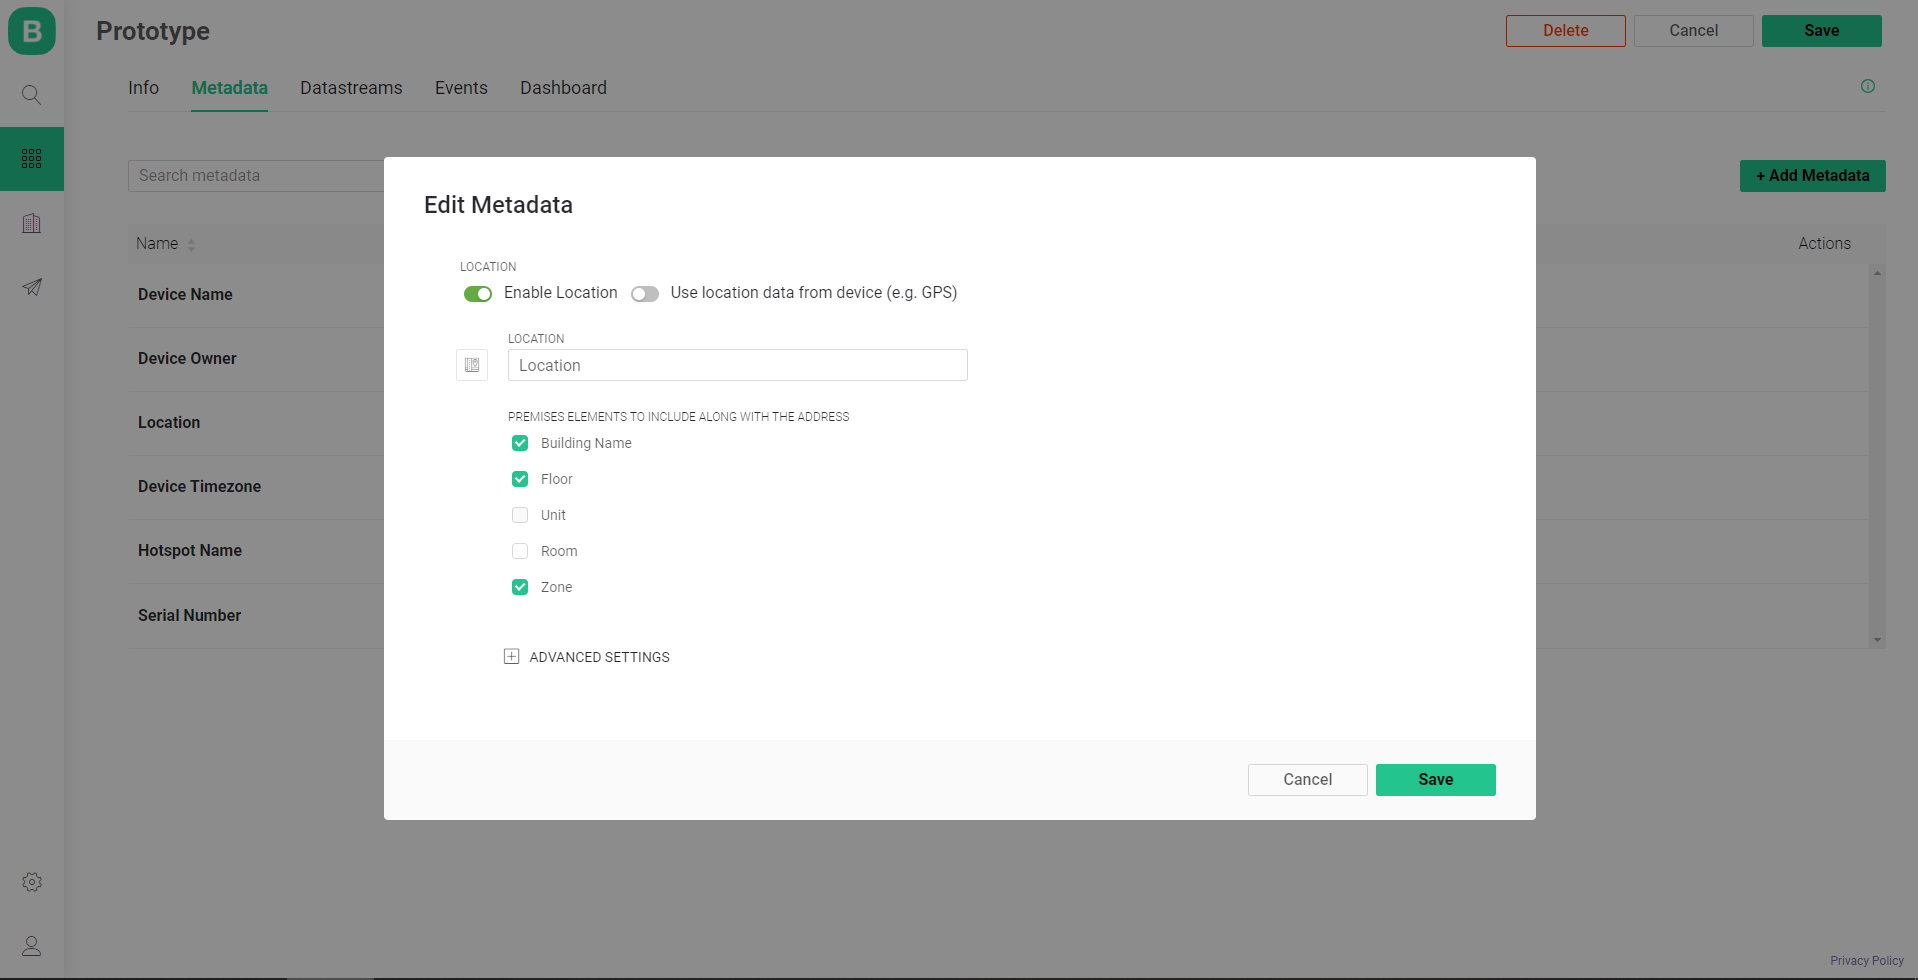 B
Prototype
Delete Cancel Save
Info Metadata Datastreams Events Dashboard
Search metadata
+ Add Metadata
Name
Actions
Device Name
Device Owner
Location
Device Timezone
Hotspot Name
Serial Number
Edit Metadata
LOCATION
Enable Location Use location data from device (e.g. GPS)
LOCATION
Location
PREMISES ELEMENTS TO INCLUDE ALONG WITH THE ADDRESS
Building Name
Floor
Unit
Room
Zone
ADVANCED SETTINGS
Cancel Save
Privacy Policy